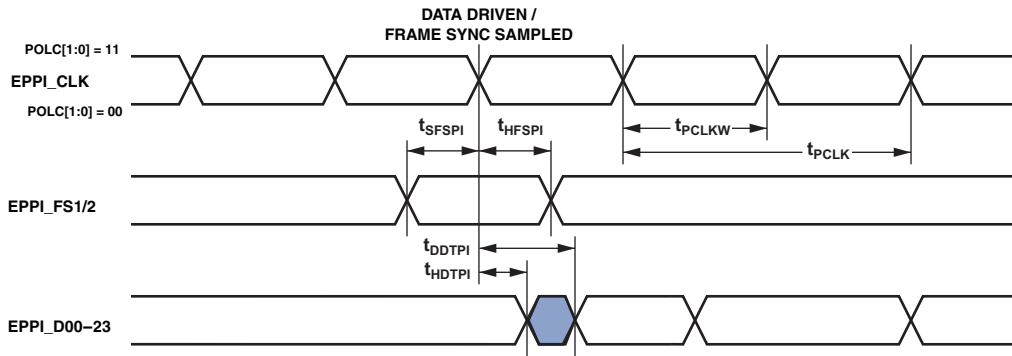 DATA DRIVEN /
FRAME SYNC SAMPLED
POLC[1:0] = 11
EPPI_CLK
POLC[1:0] = 00
tSFSPI
tHFSPI
tPCLKW
tPCLK
EPPI_FS1/2
tDDTPI
tHDTPI
EPPI_D00–23